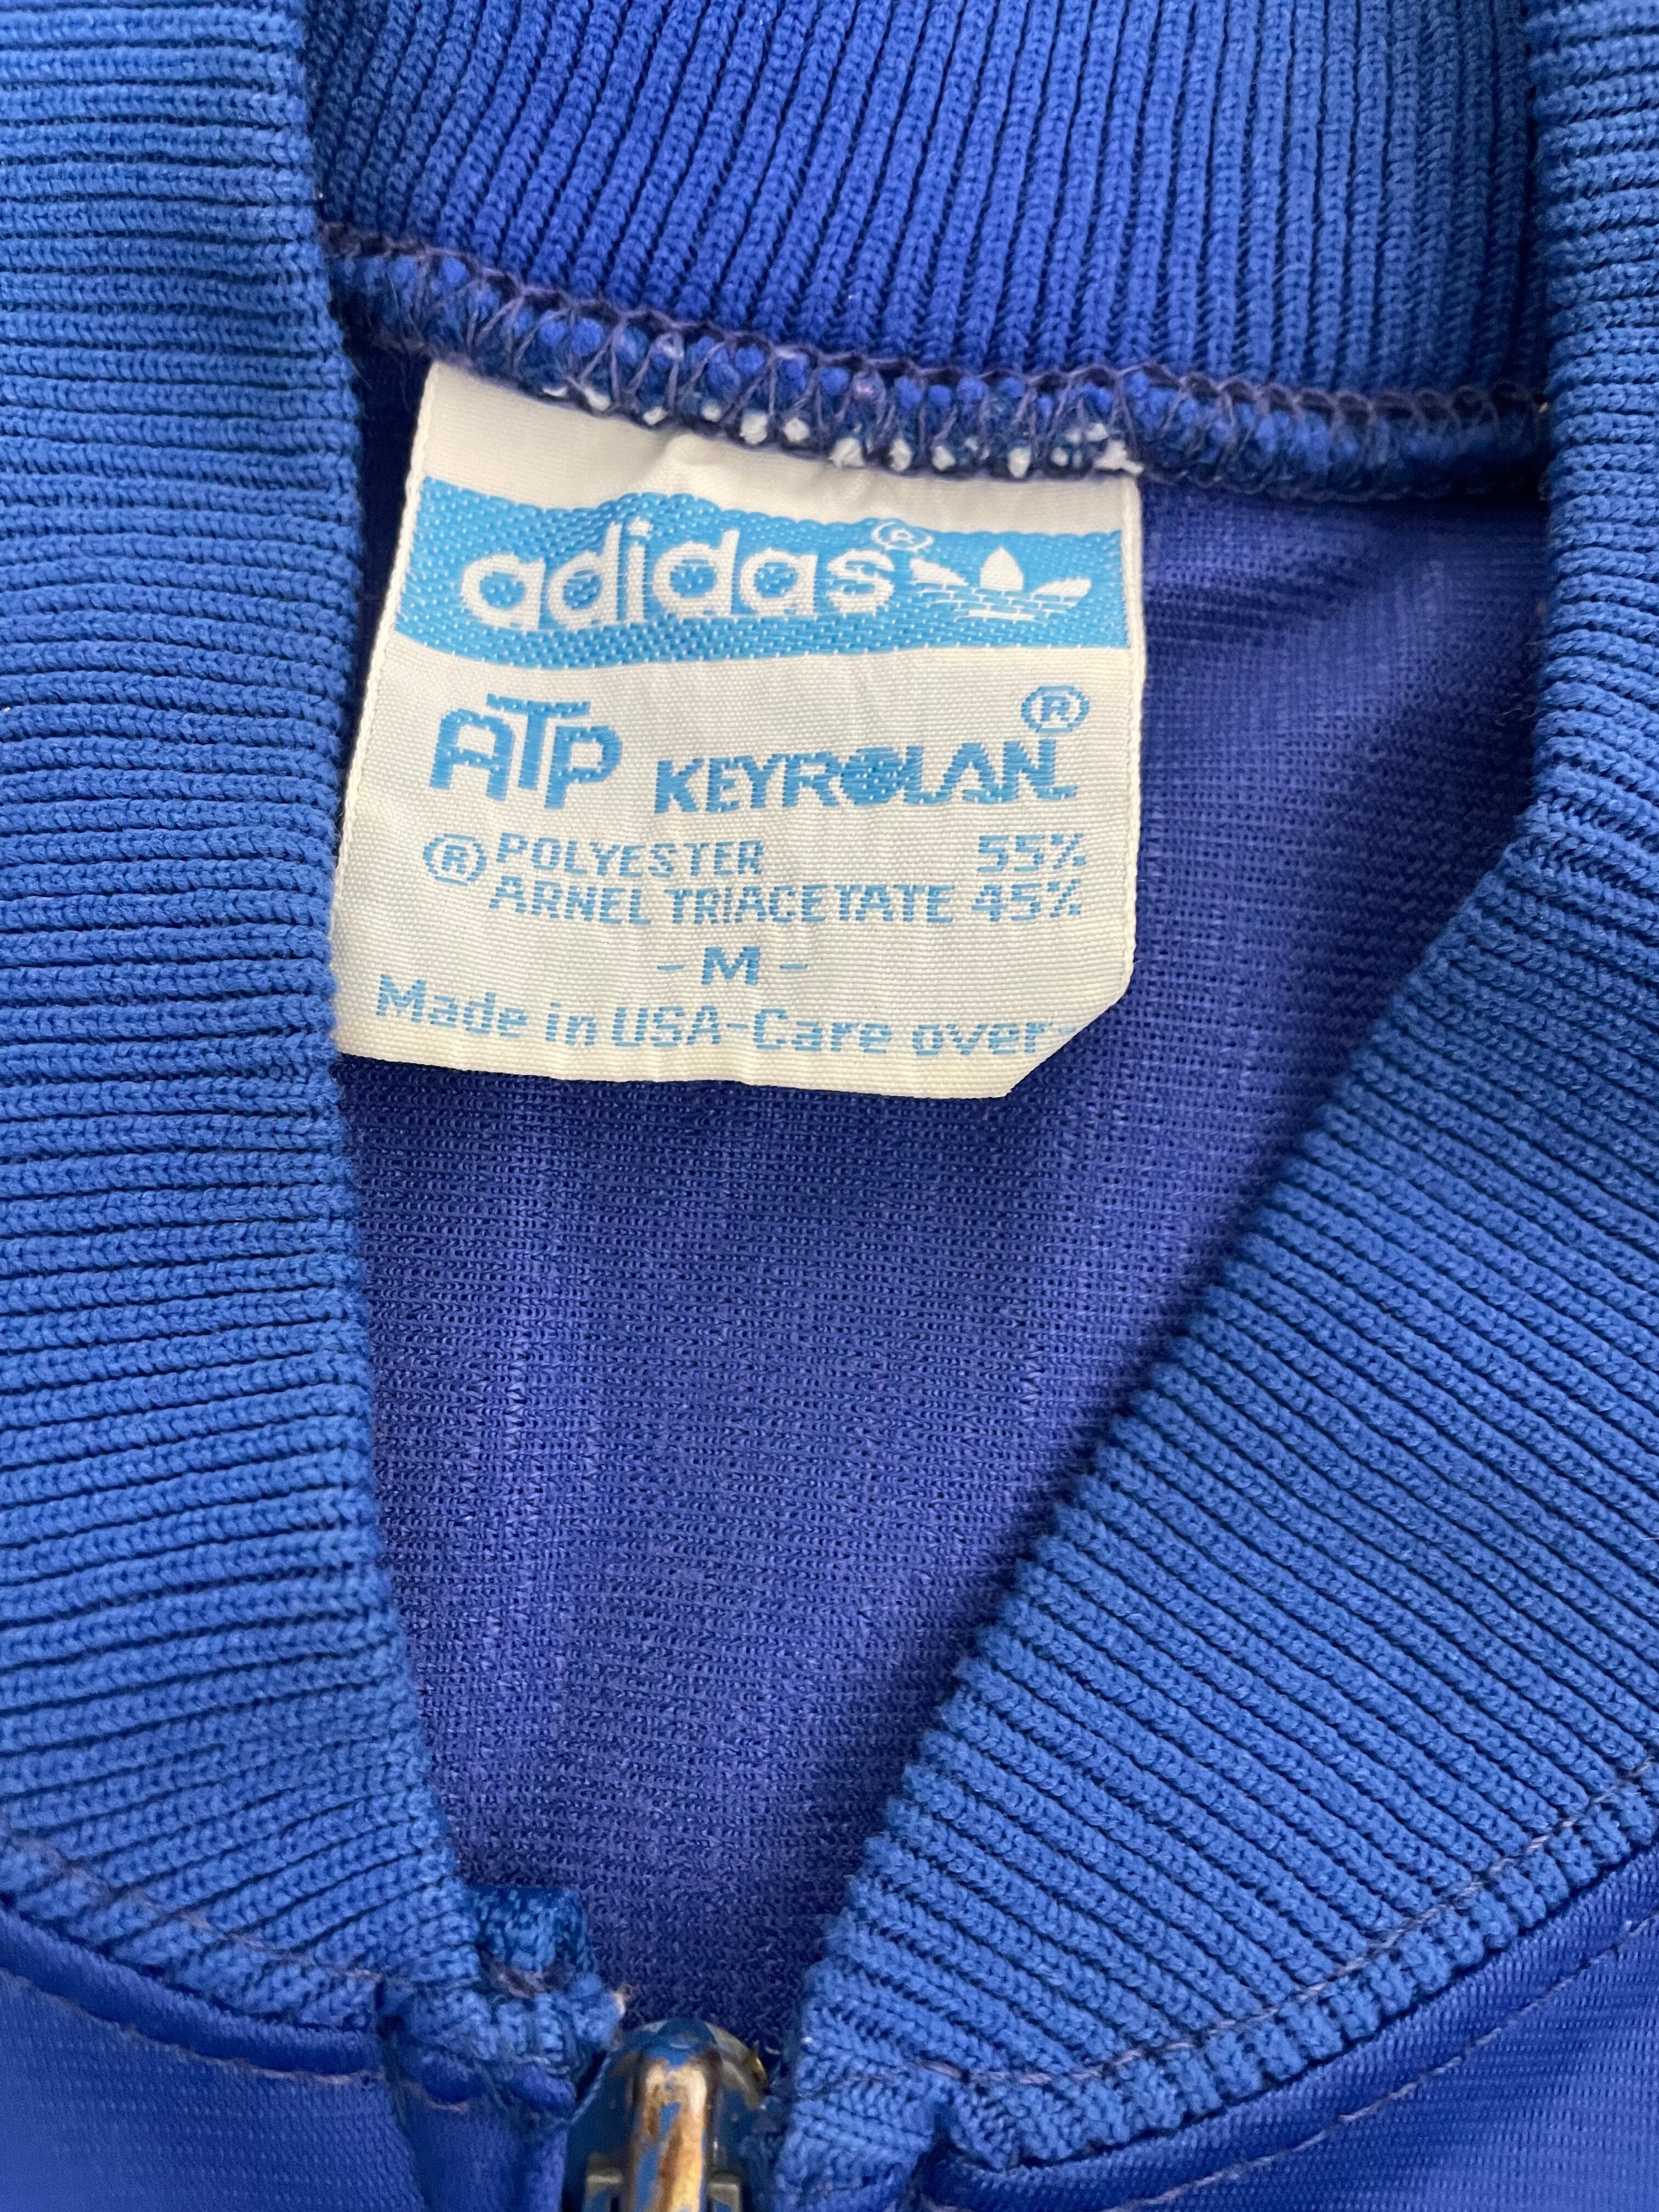 adidas®
ATP KEYROLAN®
® POLYESTER 55%
ARNEL TRIACETATE 45%
- M -
Made in USA-Care over-